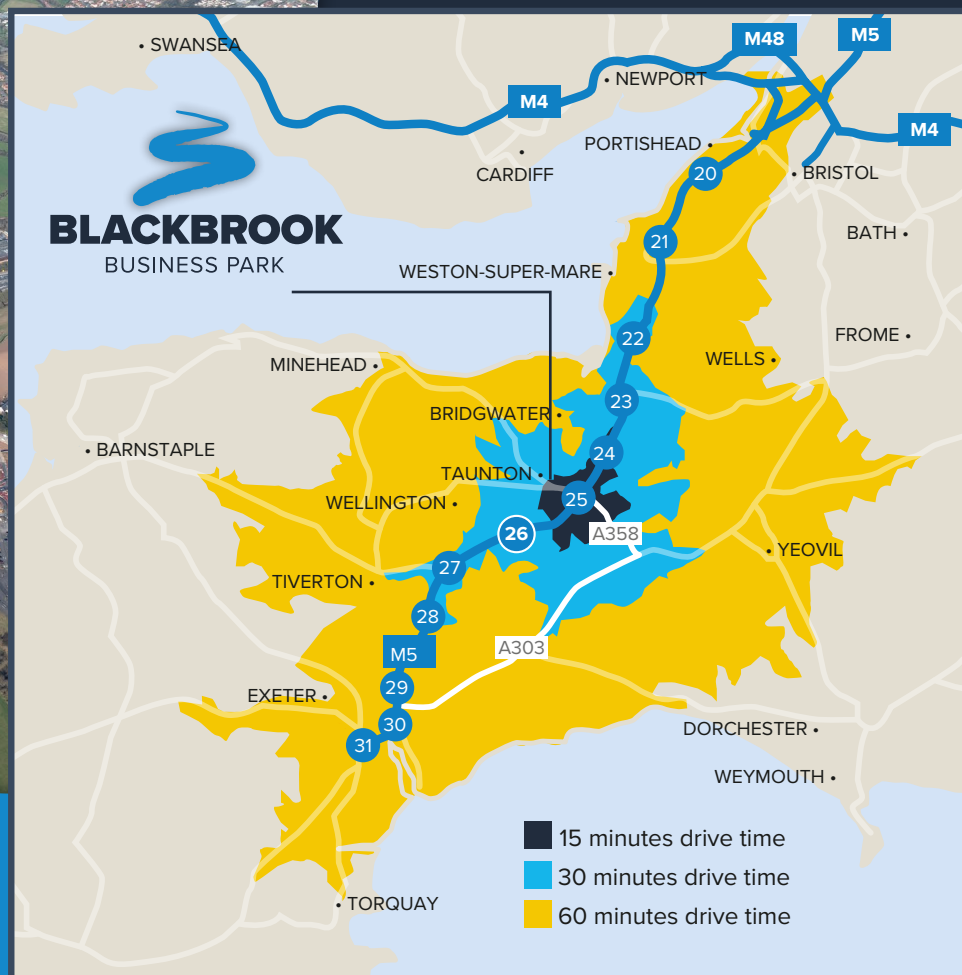 M48
M5
SWANSEA
NEWPORT
M4
M4
PORTISHEAD
CARDIFF
20
BRISTOL
BLACKBROOK
BUSINESS PARK
21
BATH
WESTON-SUPER-MARE
22
FROME
MINEHEAD
WELLS
23
BRIDGWATER
BARNSTAPLE
24
TAUNTON
25
WELLINGTON
26
A358
YEOVIL
27
TIVERTON
28
M5
A303
29
EXETER
30
31
DORCHESTER
WEYMOUTH
15 minutes drive time
30 minutes drive time
60 minutes drive time
TORQUAY